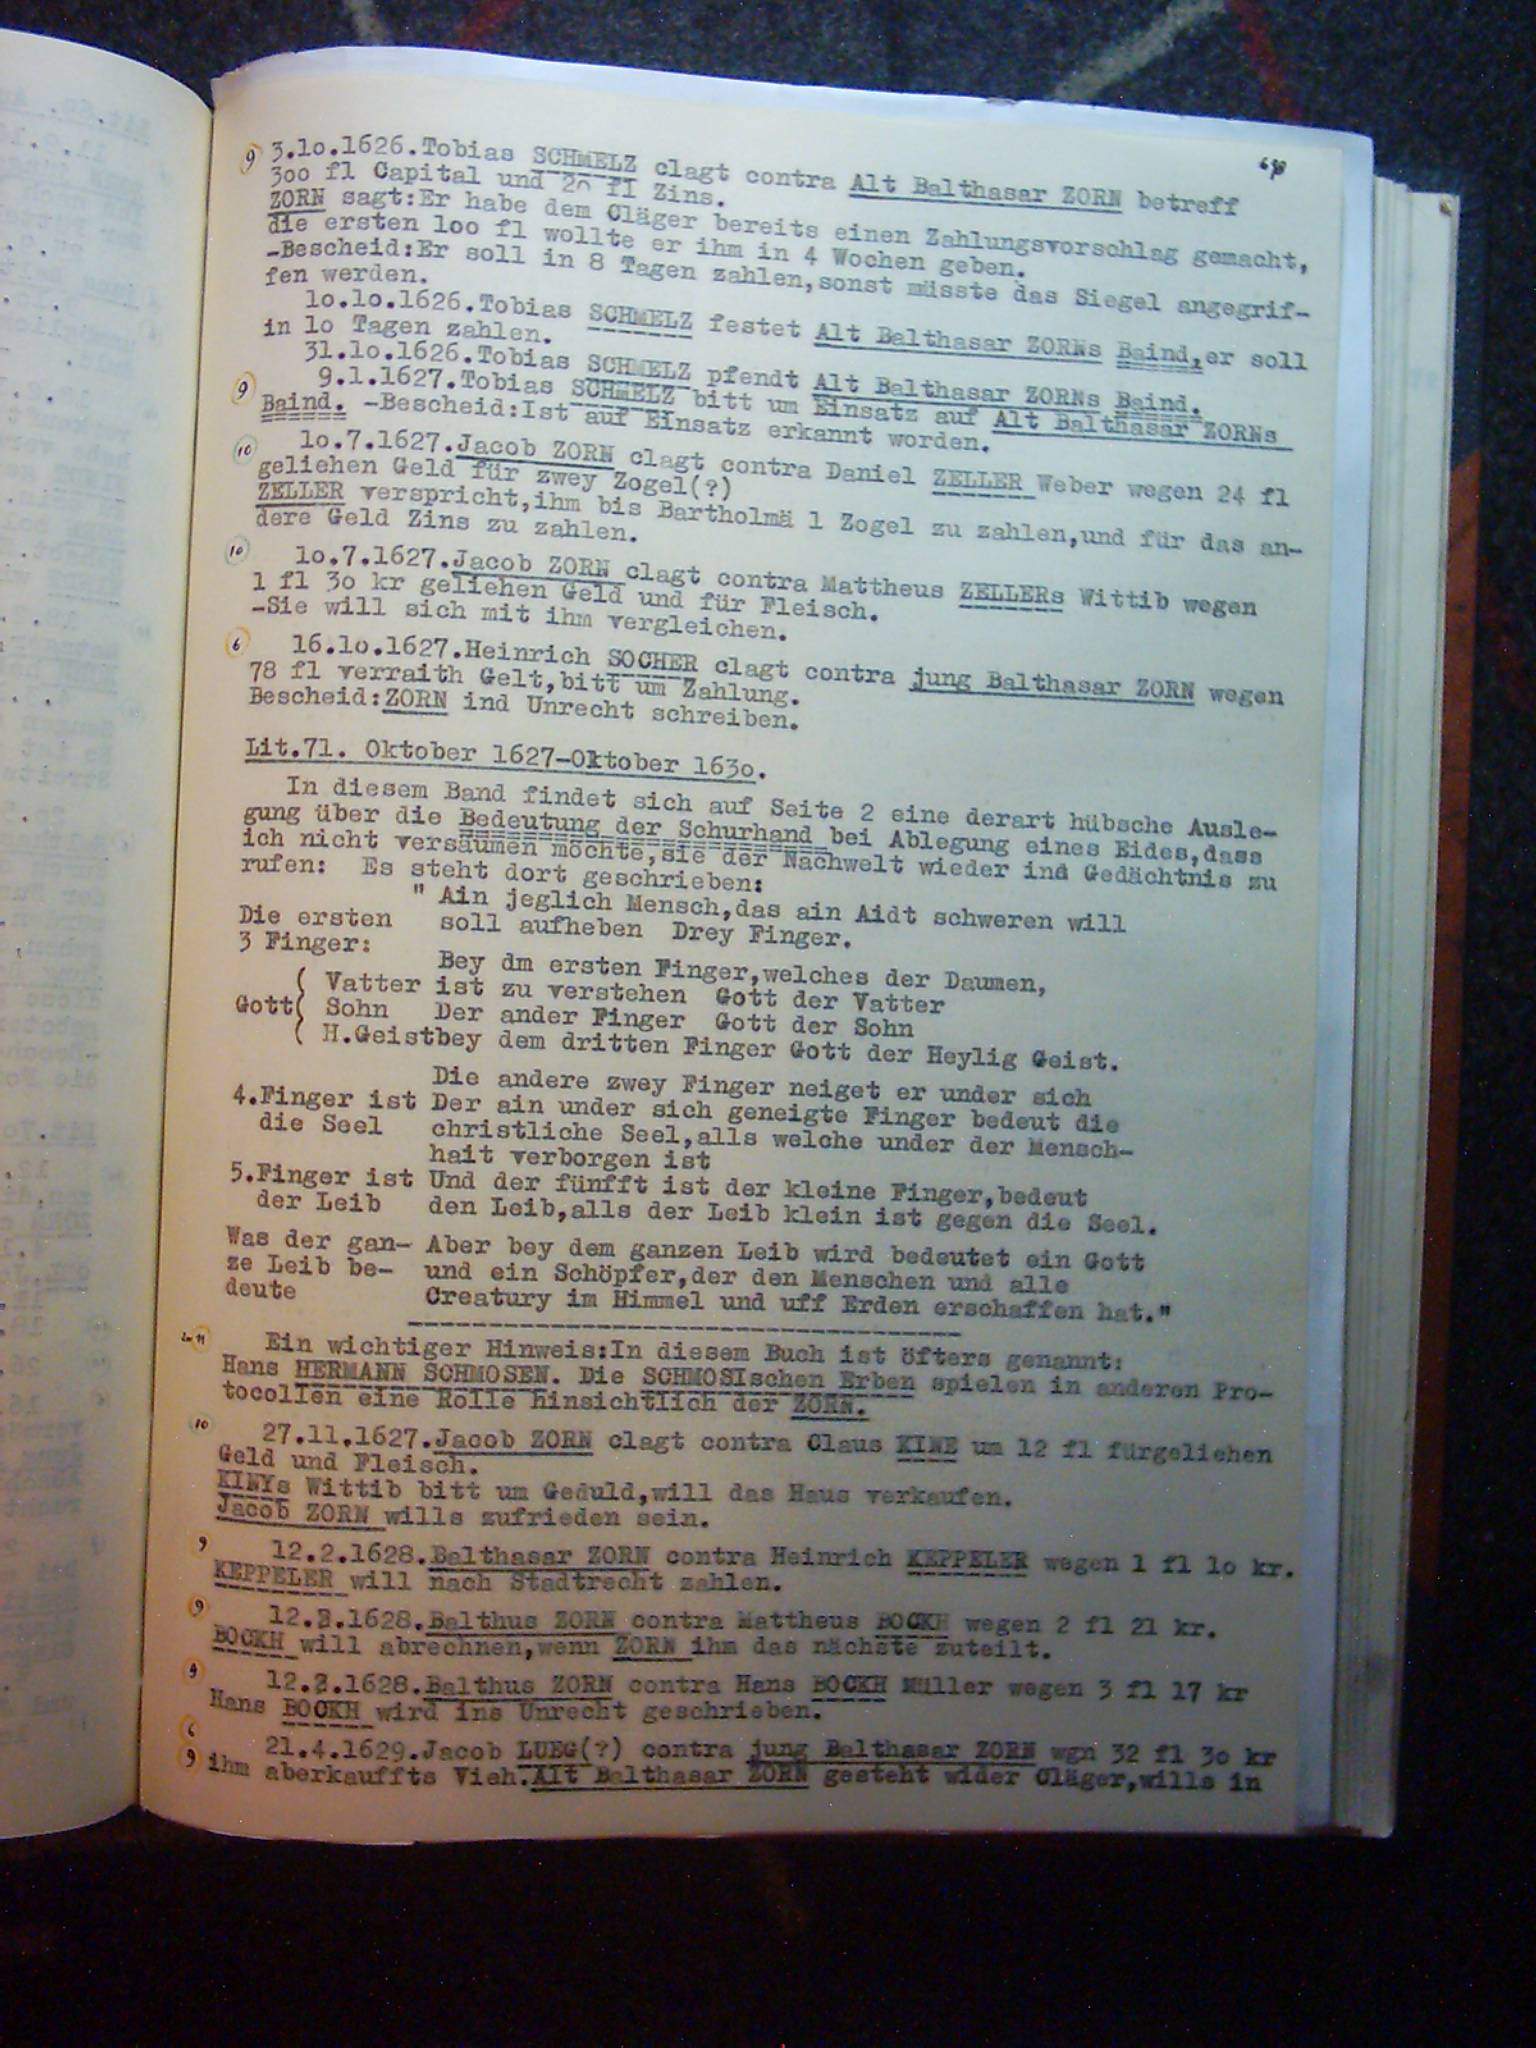 9 3.10.1626.Tobias SCHMELZ clagt contra Alt Balthasar ZORN betreff
300 fl Capital und 20 fl Zins.
ZORN sagt:Er habe dem Cläger bereits einen Zahlungsvorschlag gemacht,
die ersten 100 fl wollte er ihm in 4 Wochen geben.
-Bescheid:Er soll in 8 Tagen zahlen,sonst müsste das Siegel angegrif-
fen werden.
10.10.1626.Tobias SCHMELZ festet Alt Balthasar ZORNs Baind,er soll
in 10 Tagen zahlen.
31.10.1626.Tobias SCHMELZ pfendt Alt Balthasar ZORNs Baind.
9 9.1.1627.Tobias SCHMELZ bitt um Einsatz auf Alt Balthasar ZORNs
Baind. -Bescheid:Ist auf Einsatz erkannt worden.
10 10.7.1627.Jacob ZORN clagt contra Daniel ZELLER Weber wegen 24 fl
geliehen Geld für zwey Zogel(?)
ZELLER verspricht,ihm bis Bartholmä 1 Zogel zu zahlen,und für das an-
dere Geld Zins zu zahlen.
10 10.7.1627.Jacob ZORN clagt contra Mattheus ZELLERs Wittib wegen
1 fl 30 kr geliehen Geld und für Fleisch.
-Sie will sich mit ihm vergleichen.
6 16.10.1627.Heinrich SOCHER clagt contra jung Balthasar ZORN wegen
78 fl verraith Gelt,bitt um Zahlung.
Bescheid:ZORN ind Unrecht schreiben.
Lit.71. Oktober 1627-Oktober 1630.
In diesem Band findet sich auf Seite 2 eine derart hübsche Ausle-
gung über die Bedeutung der Schurhand bei Ablegung eines Eides,dass
ich nicht versäumen möchte,sie der Nachwelt wieder ind Gedächtnis zu
rufen: Es steht dort geschrieben:
" Ain jeglich Mensch,das ain Aidt schweren will
Die ersten soll aufheben Drey Finger.
3 Finger:
Bey dm ersten Finger,welches der Daumen,
( Vatter ist zu verstehen Gott der Vatter
Gott( Sohn Der ander Finger Gott der Sohn
( H.Geistbey dem dritten Finger Gott der Heylig Geist.
Die andere zwey Finger neiget er under sich
4.Finger ist Der ain under sich geneigte Finger bedeut die
die Seel christliche Seel,alls welche under der Mensch-
hait verborgen ist
5.Finger ist Und der fünfft ist der kleine Finger,bedeut
der Leib den Leib,alls der Leib klein ist gegen die Seel.
Was der gan- Aber bey dem ganzen Leib wird bedeutet ein Gott
ze Leib be- und ein Schöpfer,der den Menschen und alle
deute Creatury im Himmel und uff Erden erschaffen hat."
Ein wichtiger Hinweis:In diesem Buch ist öfters genannt:
Hans HERMANN SCHMOSEN. Die SCHMOSIschen Erben spielen in anderen Pro-
tocollen eine Rolle hinsichtlich der ZORN.
10 27.11.1627.Jacob ZORN clagt contra Claus KINE um 12 fl fürgeliehen
Geld und Fleisch.
KINYs Wittib bitt um Geduld,will das Haus verkaufen.
Jacob ZORN wills zufrieden sein.
9 12.2.1628.Balthasar ZORN contra Heinrich KEPPELER wegen 1 fl 10 kr.
KEPPELER will nach Stadtrecht zahlen.
9 12.2.1628.Balthus ZORN contra Mattheus BOCKH wegen 2 fl 21 kr.
BOCKH will abrechnen,wenn ZORN ihm das nächste zuteilt.
9 12.2.1628.Balthus ZORN contra Hans BOCKH Müller wegen 3 fl 17 kr
Hans BOCKH wird ins Unrecht geschrieben.
6 21.4.1629.Jacob LUEG(?) contra jung Balthasar ZORN wgn 32 fl 30 kr
9 ihm aberkauffts Vieh.Alt Balthasar ZORN gesteht wider Cläger,wills in